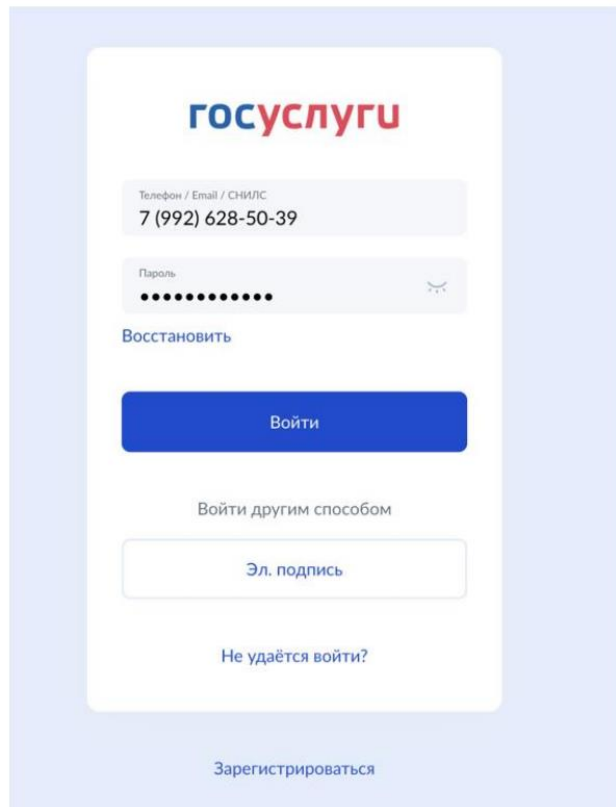 госуслуги
Телефон / Email / СНИЛС
7 (992) 628-50-39
Пароль
••••••••••••
Восстановить
Войти
Войти другим способом
Эл. подпись
Не удаётся войти?
Зарегистрироваться